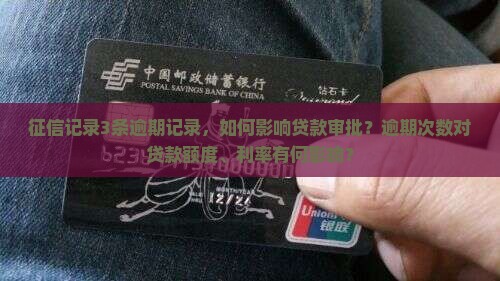 中国邮政储蓄银行
POSTAL SAVINGS BANK OF CHINA
钻石卡
Diamond
征信记录3条逾期记录，如何影响贷款审批？逾期次数对
贷款额度、利率有何影响？
12/24
UnionPay
银联